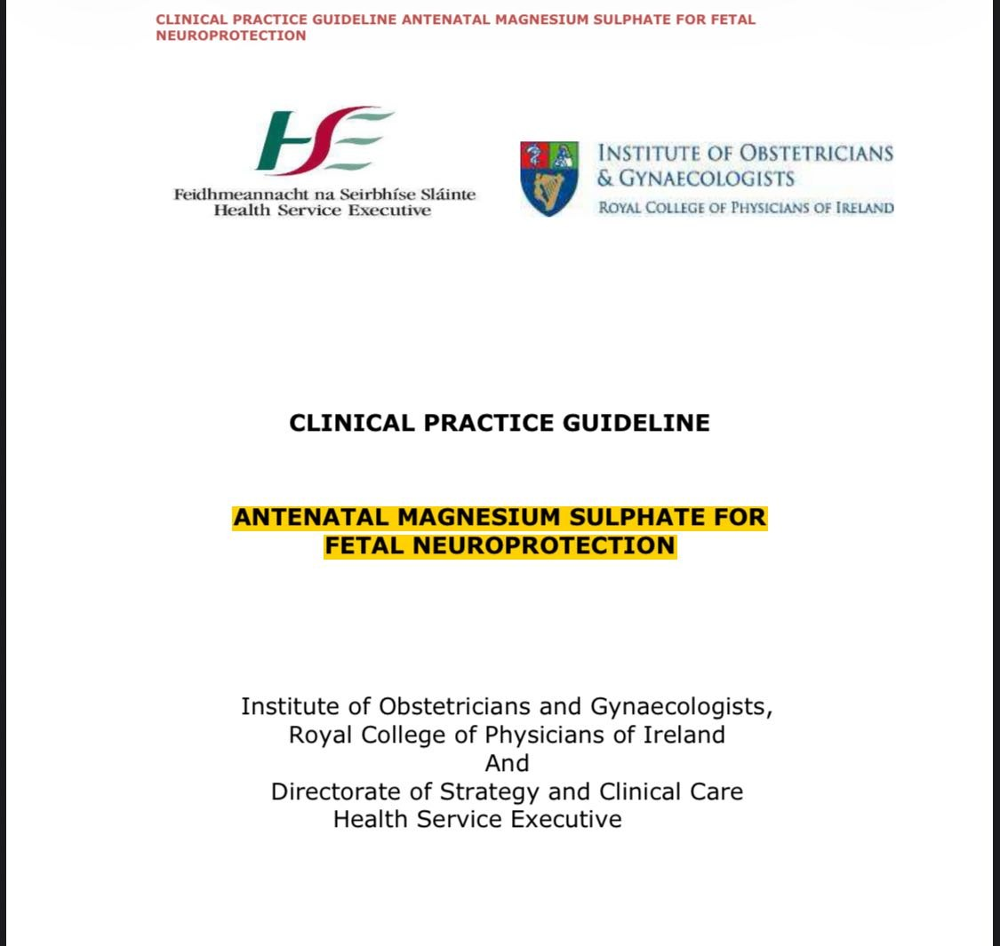 CLINICAL PRACTICE GUIDELINE ANTENATAL MAGNESIUM SULPHATE FOR FETAL
NEUROPROTECTION
HSE
Feidhmeannacht na Seirbhíse Sláinte
Health Service Executive
INSTITUTE OF OBSTETRICIANS
& GYNAECOLOGISTS
ROYAL COLLEGE OF PHYSICIANS OF IRELAND
CLINICAL PRACTICE GUIDELINE
ANTENATAL MAGNESIUM SULPHATE FOR
FETAL NEUROPROTECTION
Institute of Obstetricians and Gynaecologists,
Royal College of Physicians of Ireland
And
Directorate of Strategy and Clinical Care
Health Service Executive